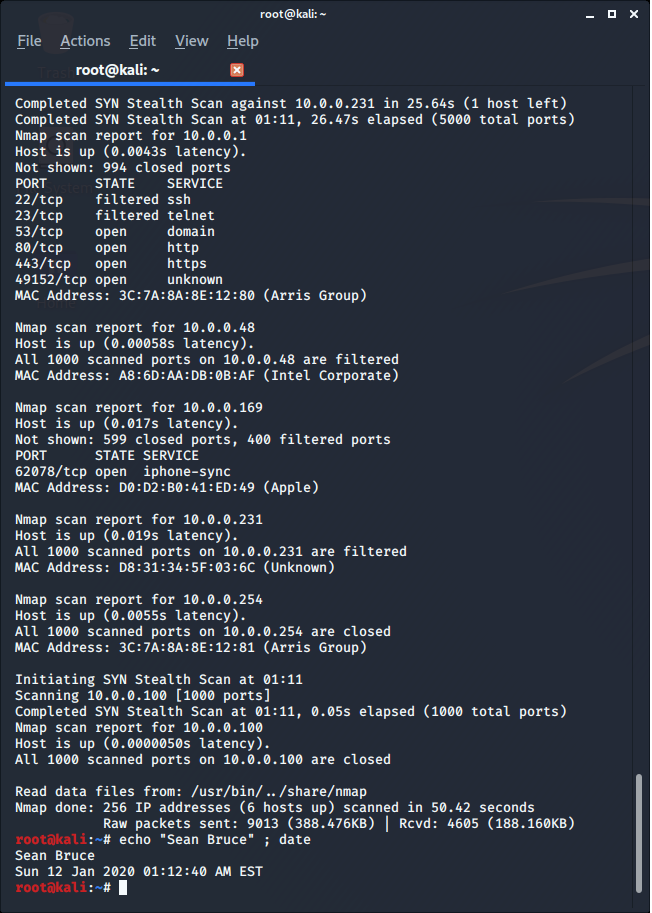 root@kali: ~
File Actions Edit View Help
root@kali: ~
Completed SYN Stealth Scan against 10.0.0.231 in 25.64s (1 host left)
Completed SYN Stealth Scan at 01:11, 26.47s elapsed (5000 total ports)
Nmap scan report for 10.0.0.1
Host is up (0.0043s latency).
Not shown: 994 closed ports
PORT      STATE    SERVICE
22/tcp    filtered ssh
23/tcp    filtered telnet
53/tcp    open     domain
80/tcp    open     http
443/tcp   open     https
49152/tcp open     unknown
MAC Address: 3C:7A:8A:8E:12:80 (Arris Group)

Nmap scan report for 10.0.0.48
Host is up (0.00058s latency).
All 1000 scanned ports on 10.0.0.48 are filtered
MAC Address: A8:6D:AA:DB:0B:AF (Intel Corporate)

Nmap scan report for 10.0.0.169
Host is up (0.017s latency).
Not shown: 599 closed ports, 400 filtered ports
PORT      STATE SERVICE
62078/tcp open  iphone-sync
MAC Address: D0:D2:B0:41:ED:49 (Apple)

Nmap scan report for 10.0.0.231
Host is up (0.019s latency).
All 1000 scanned ports on 10.0.0.231 are filtered
MAC Address: D8:31:34:5F:03:6C (Unknown)

Nmap scan report for 10.0.0.254
Host is up (0.0055s latency).
All 1000 scanned ports on 10.0.0.254 are closed
MAC Address: 3C:7A:8A:8E:12:81 (Arris Group)

Initiating SYN Stealth Scan at 01:11
Scanning 10.0.0.100 [1000 ports]
Completed SYN Stealth Scan at 01:11, 0.05s elapsed (1000 total ports)
Nmap scan report for 10.0.0.100
Host is up (0.0000050s latency).
All 1000 scanned ports on 10.0.0.100 are closed

Read data files from: /usr/bin/../share/nmap
Nmap done: 256 IP addresses (6 hosts up) scanned in 50.42 seconds
           Raw packets sent: 9013 (388.476KB) | Rcvd: 4605 (188.160KB)
root@kali:~# echo "Sean Bruce" ; date
Sean Bruce
Sun 12 Jan 2020 01:12:40 AM EST
root@kali:~#